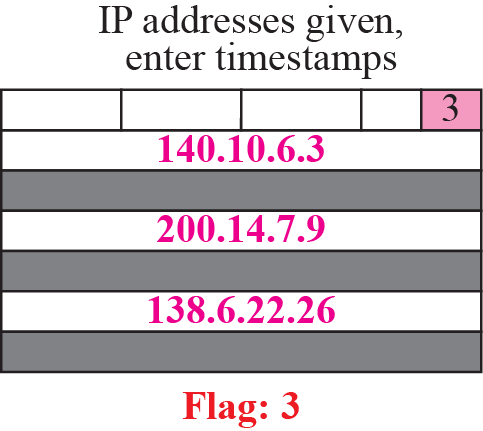 IP addresses given,
enter timestamps
3
140.10.6.3
200.14.7.9
138.6.22.26
Flag: 3